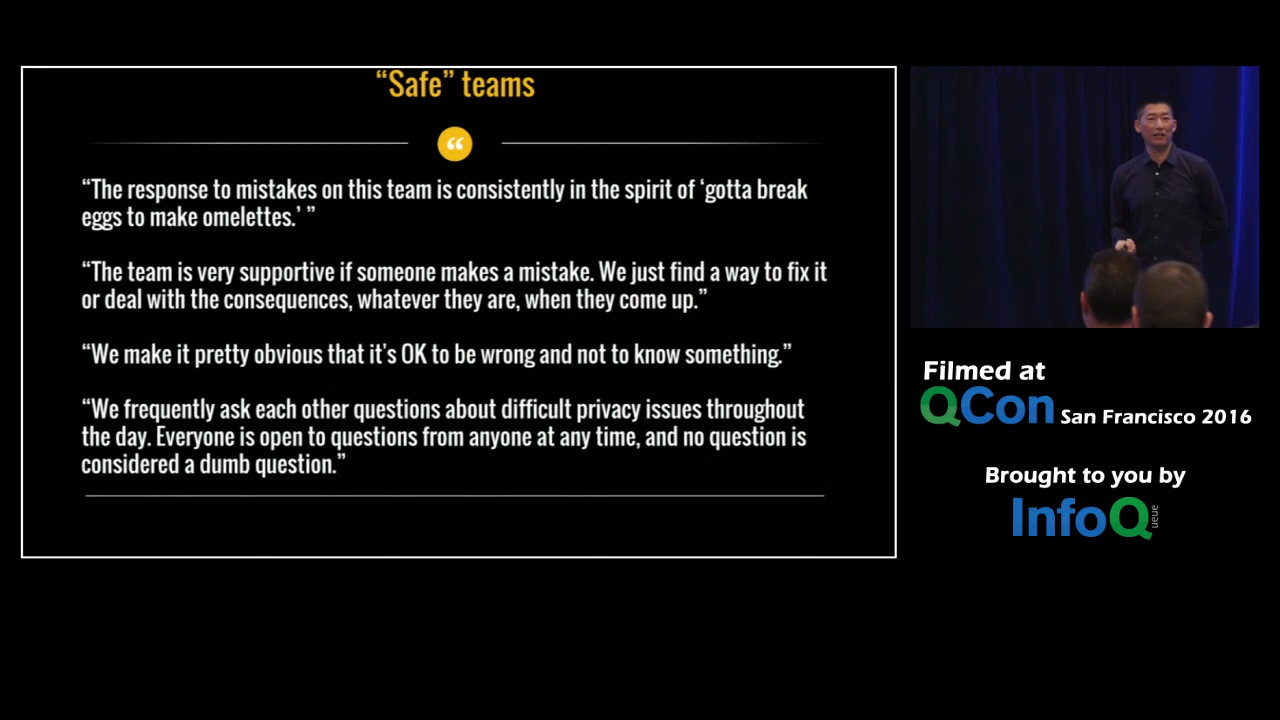 “Safe” teams
“
“The response to mistakes on this team is consistently in the spirit of ‘gotta break
eggs to make omelettes.’ ”
“The team is very supportive if someone makes a mistake. We just find a way to fix it
or deal with the consequences, whatever they are, when they come up.”
“We make it pretty obvious that it's OK to be wrong and not to know something.”
“We frequently ask each other questions about difficult privacy issues throughout
the day. Everyone is open to questions from anyone at any time, and no question is
considered a dumb question.”
Filmed at
QCon San Francisco 2016
Brought to you by
InfoQ
ueue